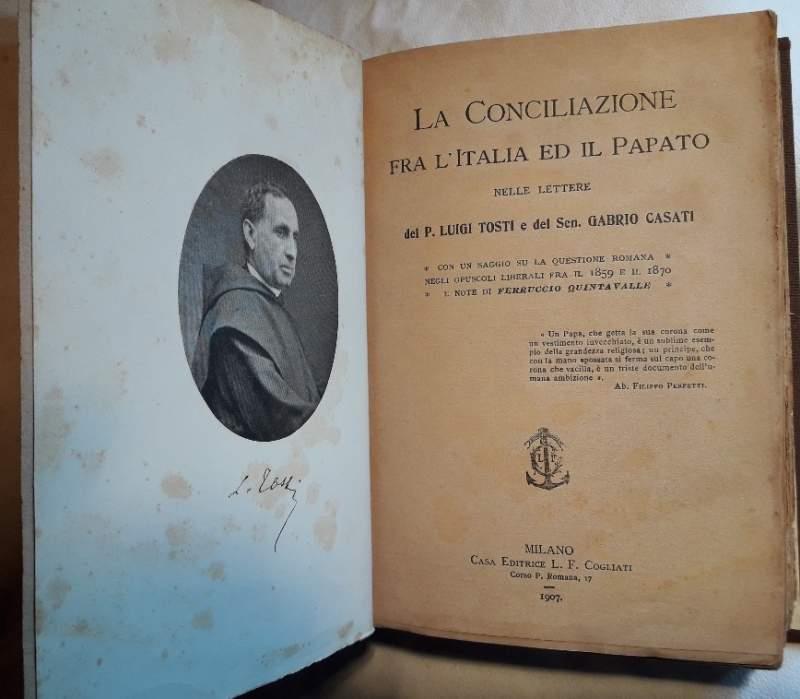 L. Tosti
LA CONCILIAZIONE
FRA L'ITALIA ED IL PAPATO
NELLE LETTERE
del P. LUIGI TOSTI e del Sen. GABRIO CASATI
* CON UN SAGGIO SU LA QUESTIONE ROMANA *
NEGLI OPUSCOLI LIBERALI FRA IL 1859 E IL 1870
* E NOTE DI FERRUCCIO QUINTAVALLE *
« Un Papa, che getta la sua corona come
un vestimento invecchiato, è un sublime esem-
pio della grandezza religiosa; un principe, che
con la mano spossata si ferma sul capo una co-
rona che vacilla, è un triste documento dell'u-
mana ambizione ».
AB. FILIPPO PERFETTI.
L F
MILANO
CASA EDITRICE L. F. COGLIATI
Corso P. Romana, 17
1907.